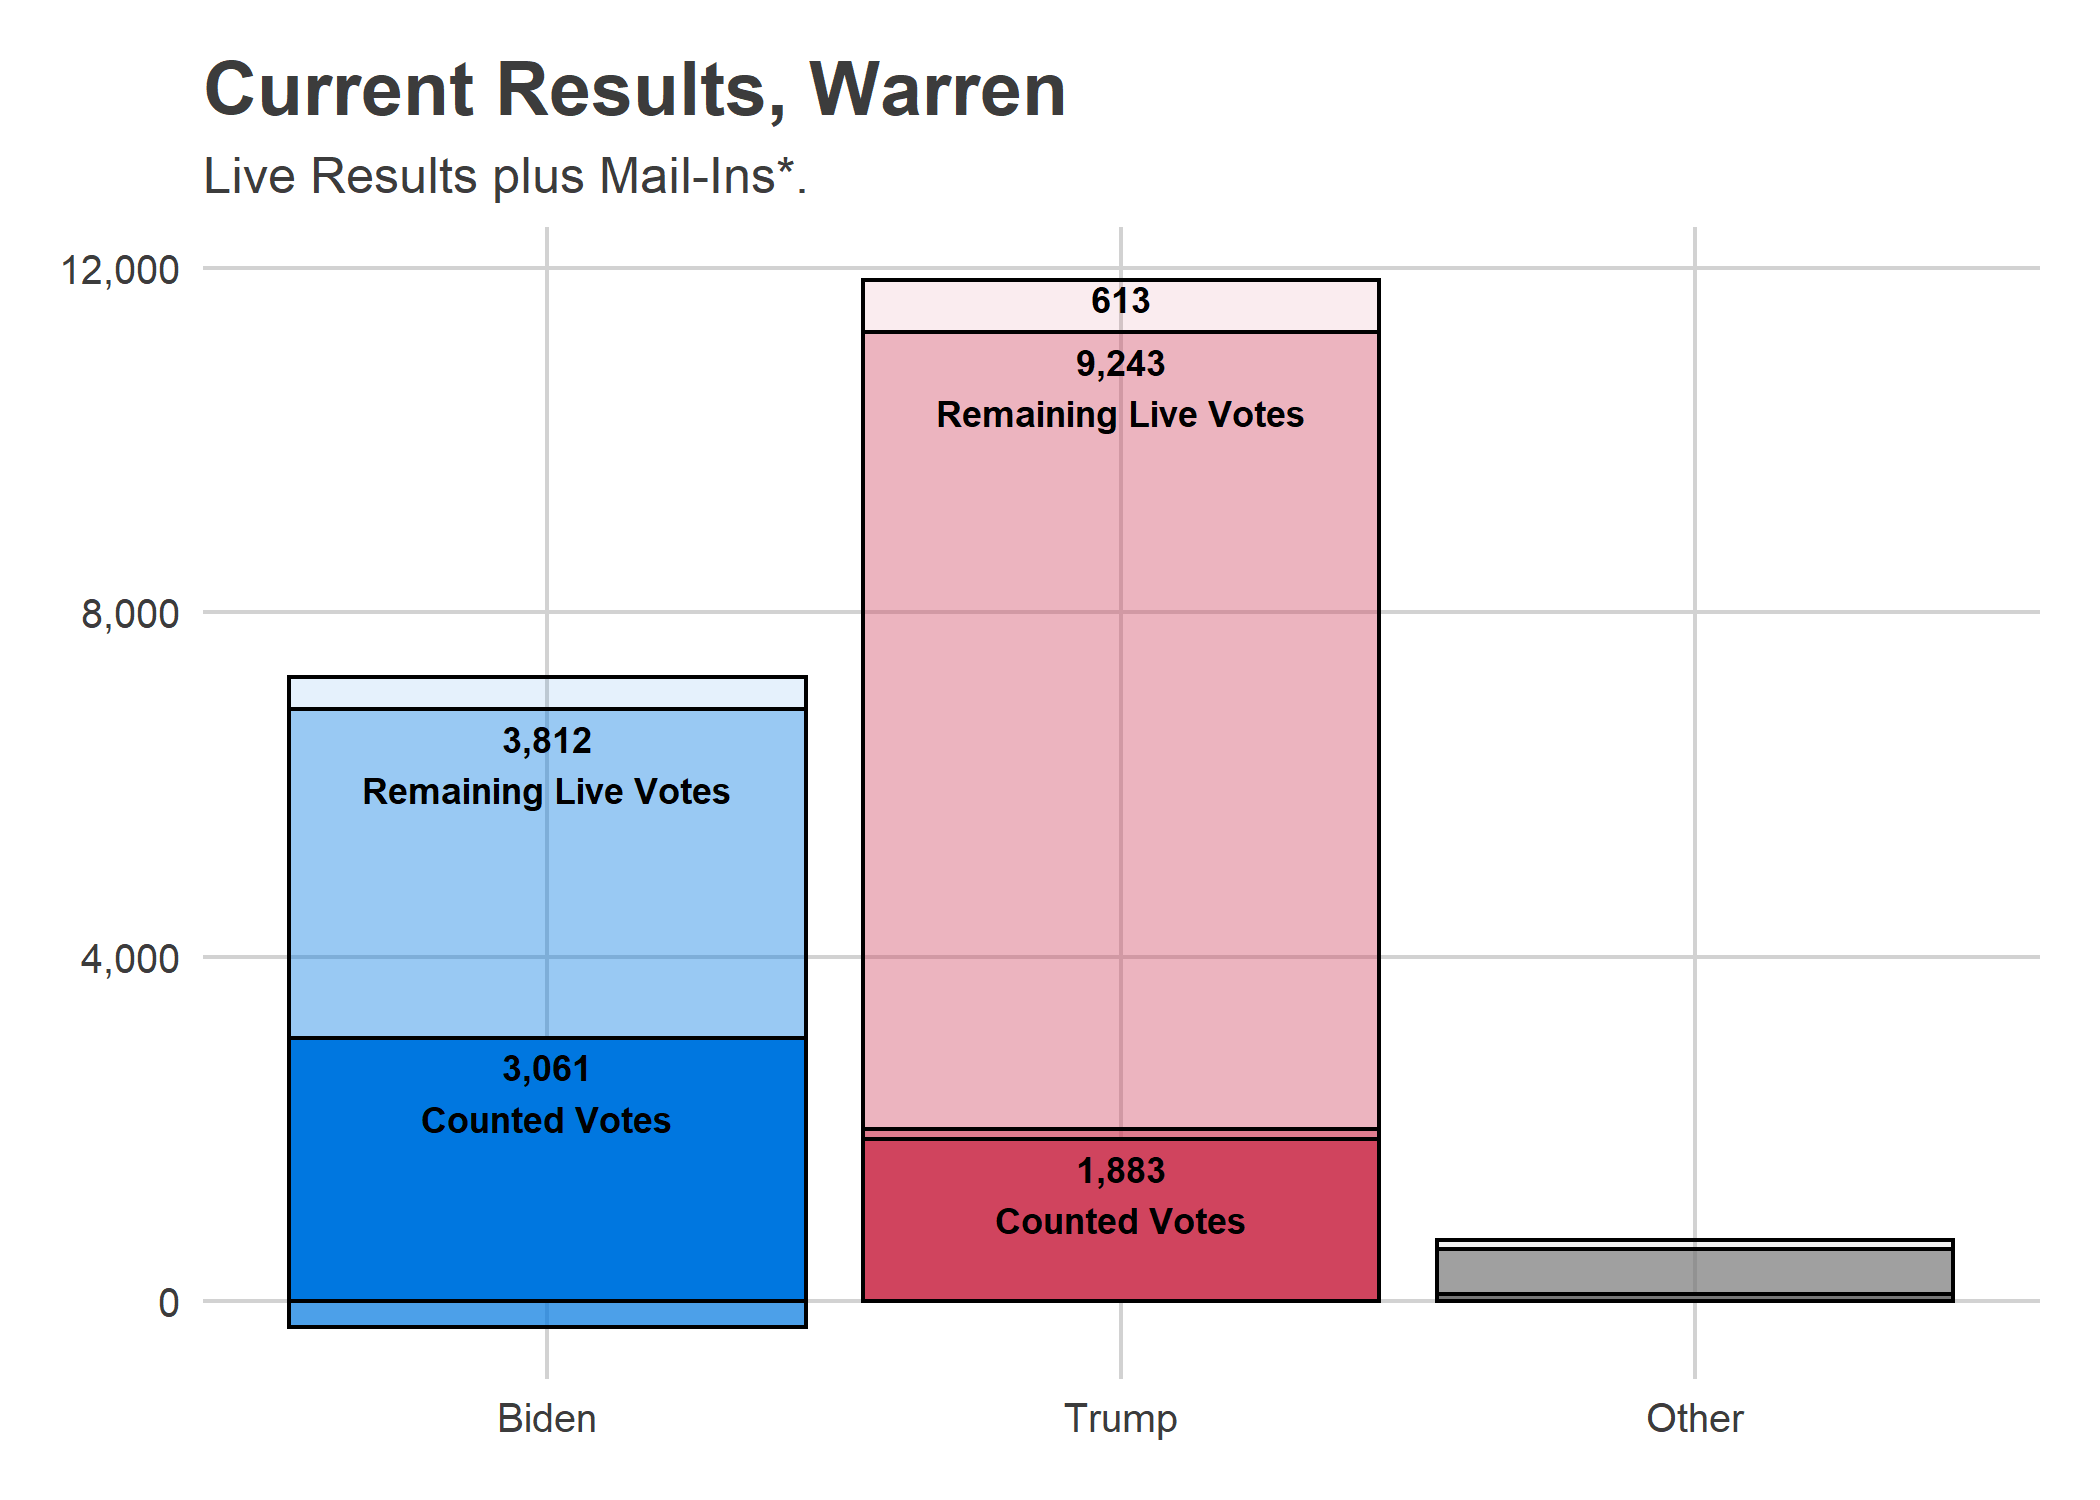 Current Results, Warren
Live Results plus Mail-Ins*.
12,000
8,000
4,000
0
613
9,243
Remaining Live Votes
3,812
Remaining Live Votes
3,061
Counted Votes
1,883
Counted Votes
Biden
Trump
Other